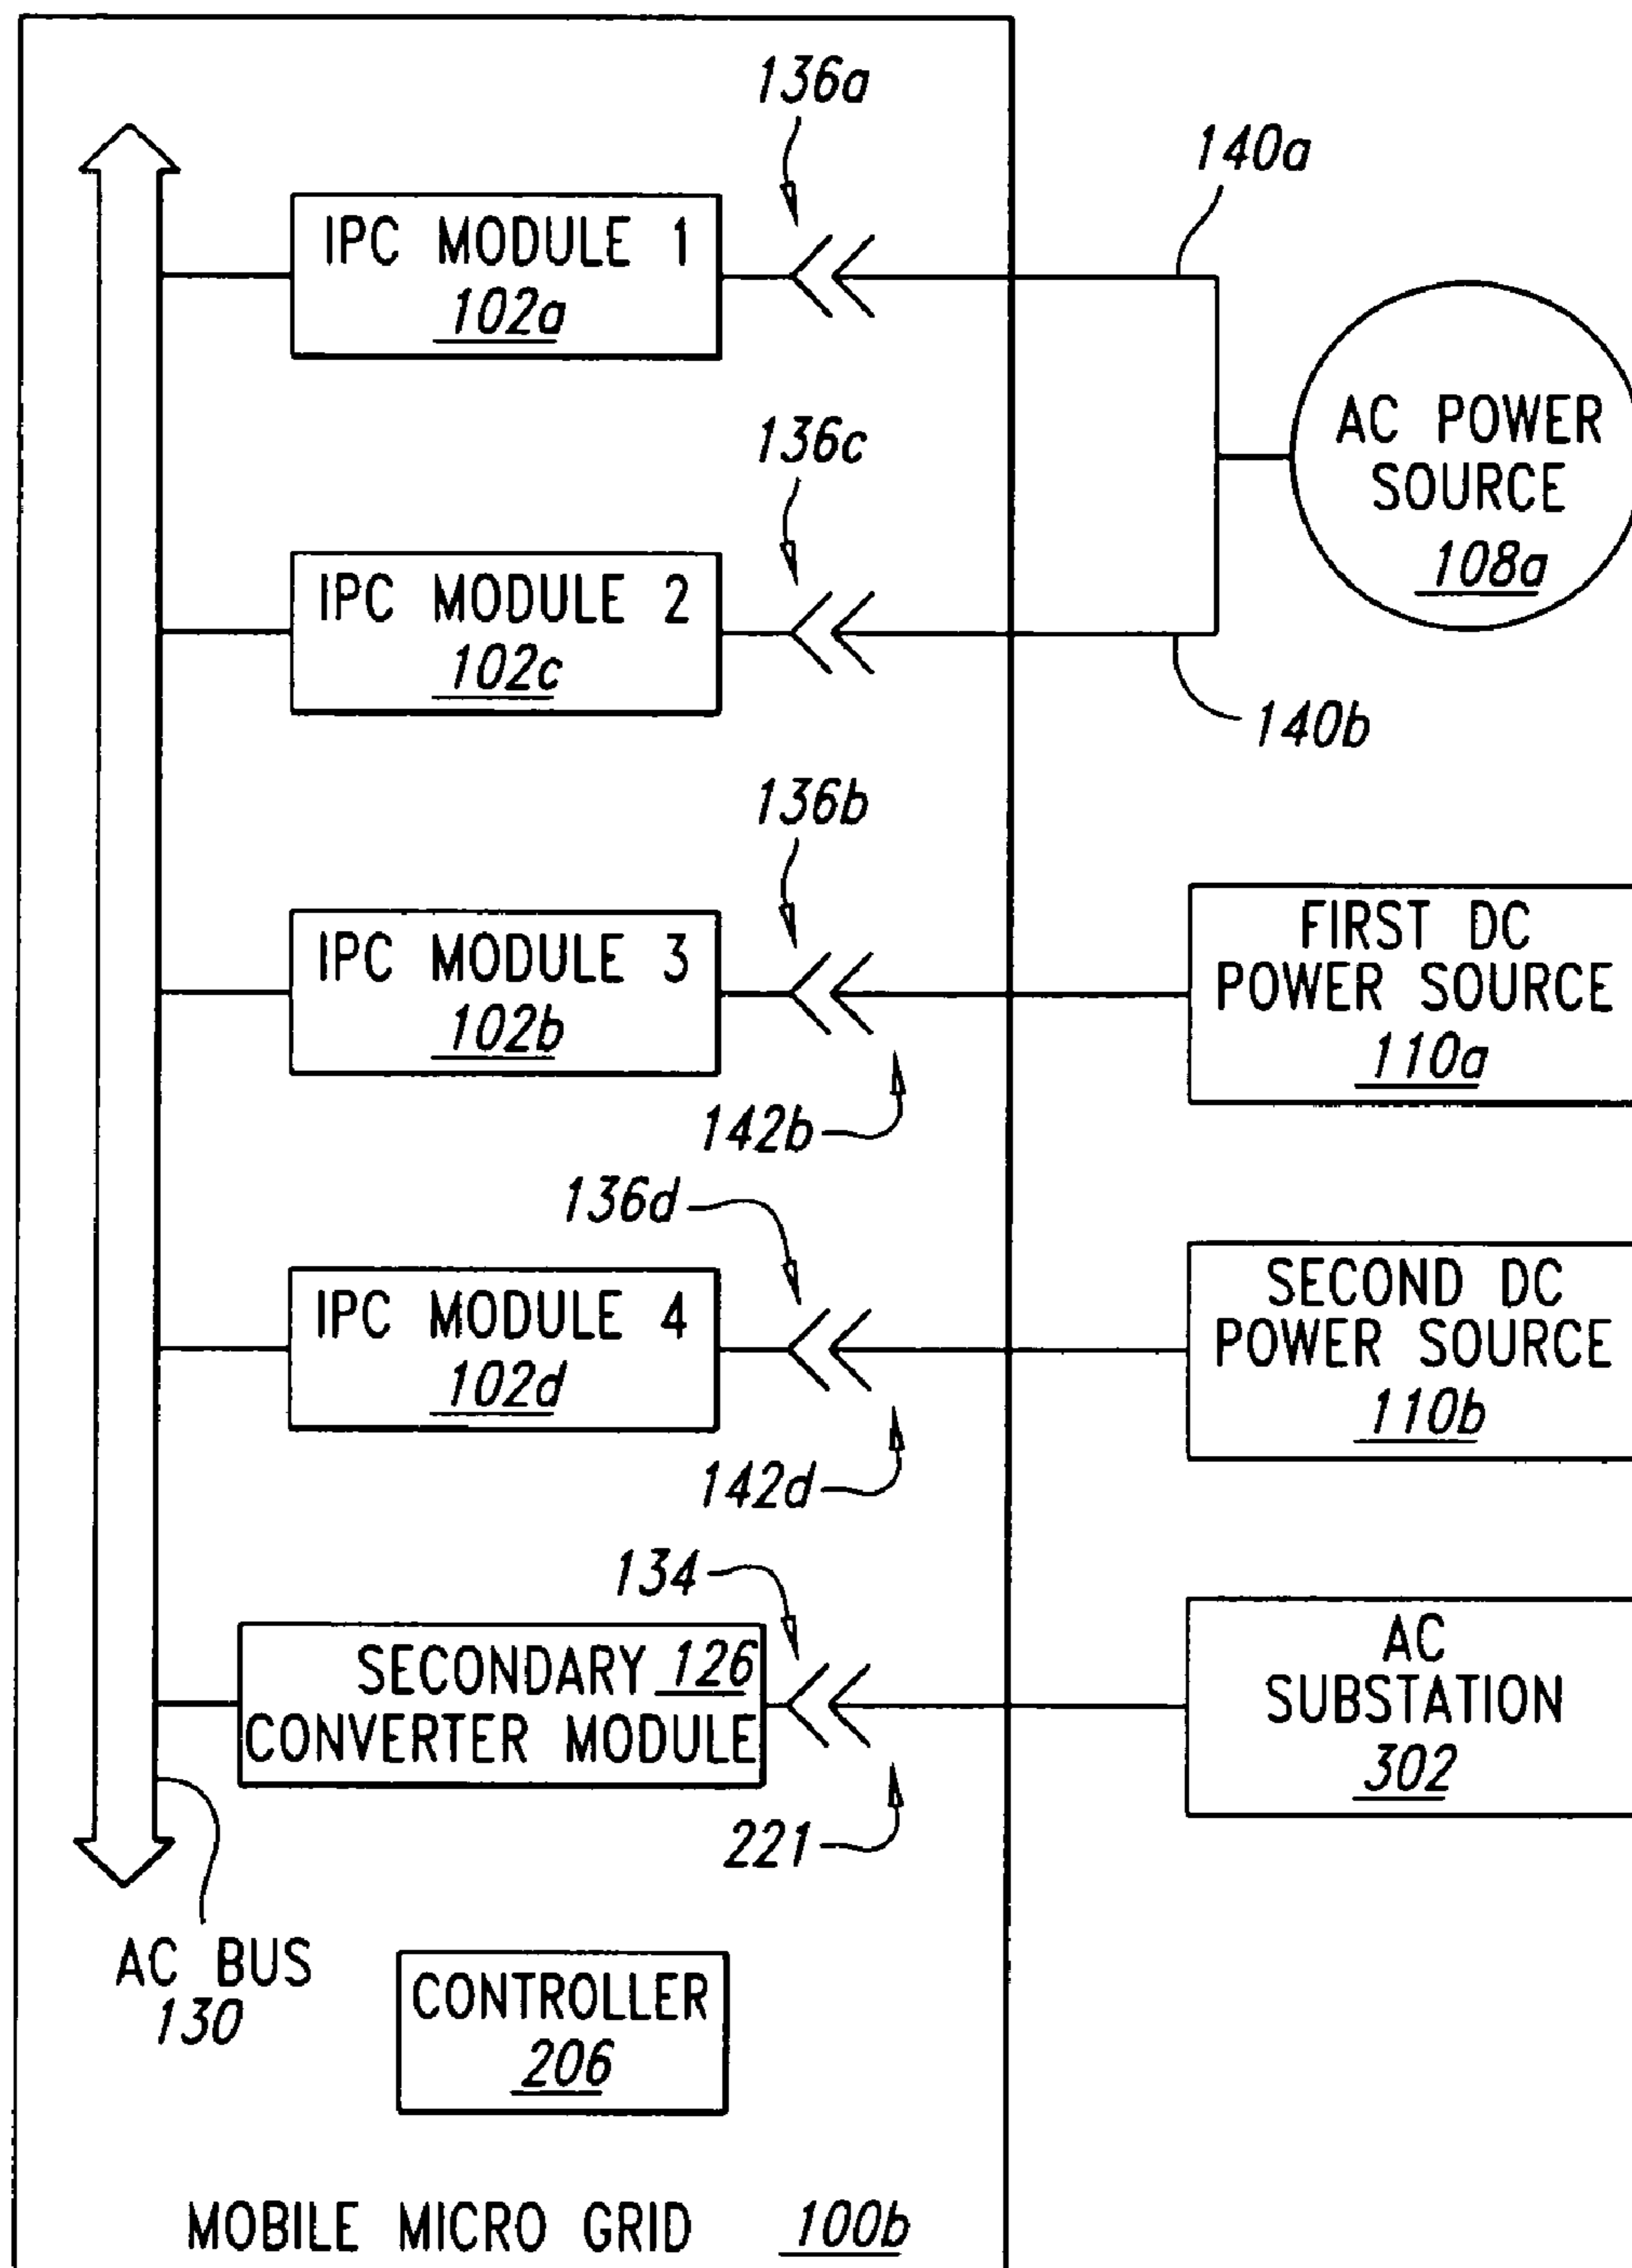 136a
140a
IPC MODULE 1
102a
AC POWER
SOURCE
108a
136c
IPC MODULE 2
102c
140b
136b
IPC MODULE 3
102b
FIRST DC
POWER SOURCE
110a
142b
136d
IPC MODULE 4
102d
SECOND DC
POWER SOURCE
110b
142d
134
SECONDARY 126
CONVERTER MODULE
AC
SUBSTATION
302
221
AC BUS
130
CONTROLLER
206
MOBILE MICRO GRID 100b